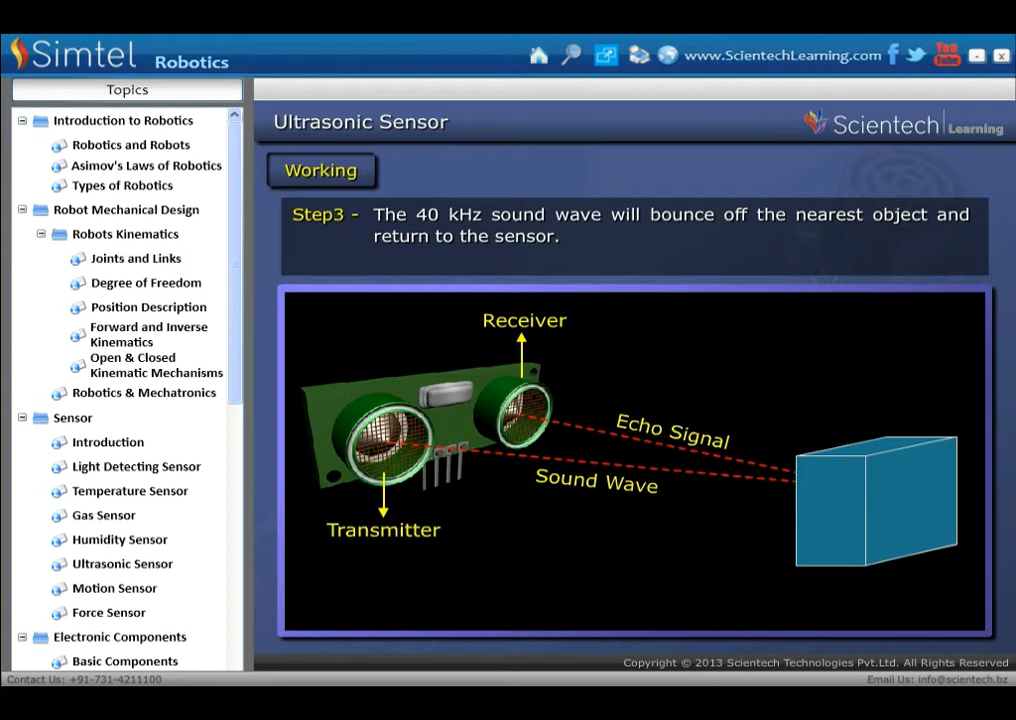 Simtel Robotics
www.ScientechLearning.com
You
Tube
Topics
Introduction to Robotics
Robotics and Robots
Asimov's Laws of Robotics
Types of Robotics
Robot Mechanical Design
Robots Kinematics
Joints and Links
Degree of Freedom
Position Description
Forward and Inverse
Kinematics
Open & Closed
Kinematic Mechanisms
Robotics & Mechatronics
Sensor
Introduction
Light Detecting Sensor
Temperature Sensor
Gas Sensor
Humidity Sensor
Ultrasonic Sensor
Motion Sensor
Force Sensor
Electronic Components
Basic Components
Ultrasonic Sensor
Scientech Learning
Working
Step3 - The 40 kHz sound wave will bounce off the nearest object and
return to the sensor.
Receiver
Echo Signal
Sound Wave
Transmitter
Copyright © 2013 Scientech Technologies Pvt.Ltd. All Rights Reserved
Contact Us: +91-731-4211100
Email Us: info@scientech.bz